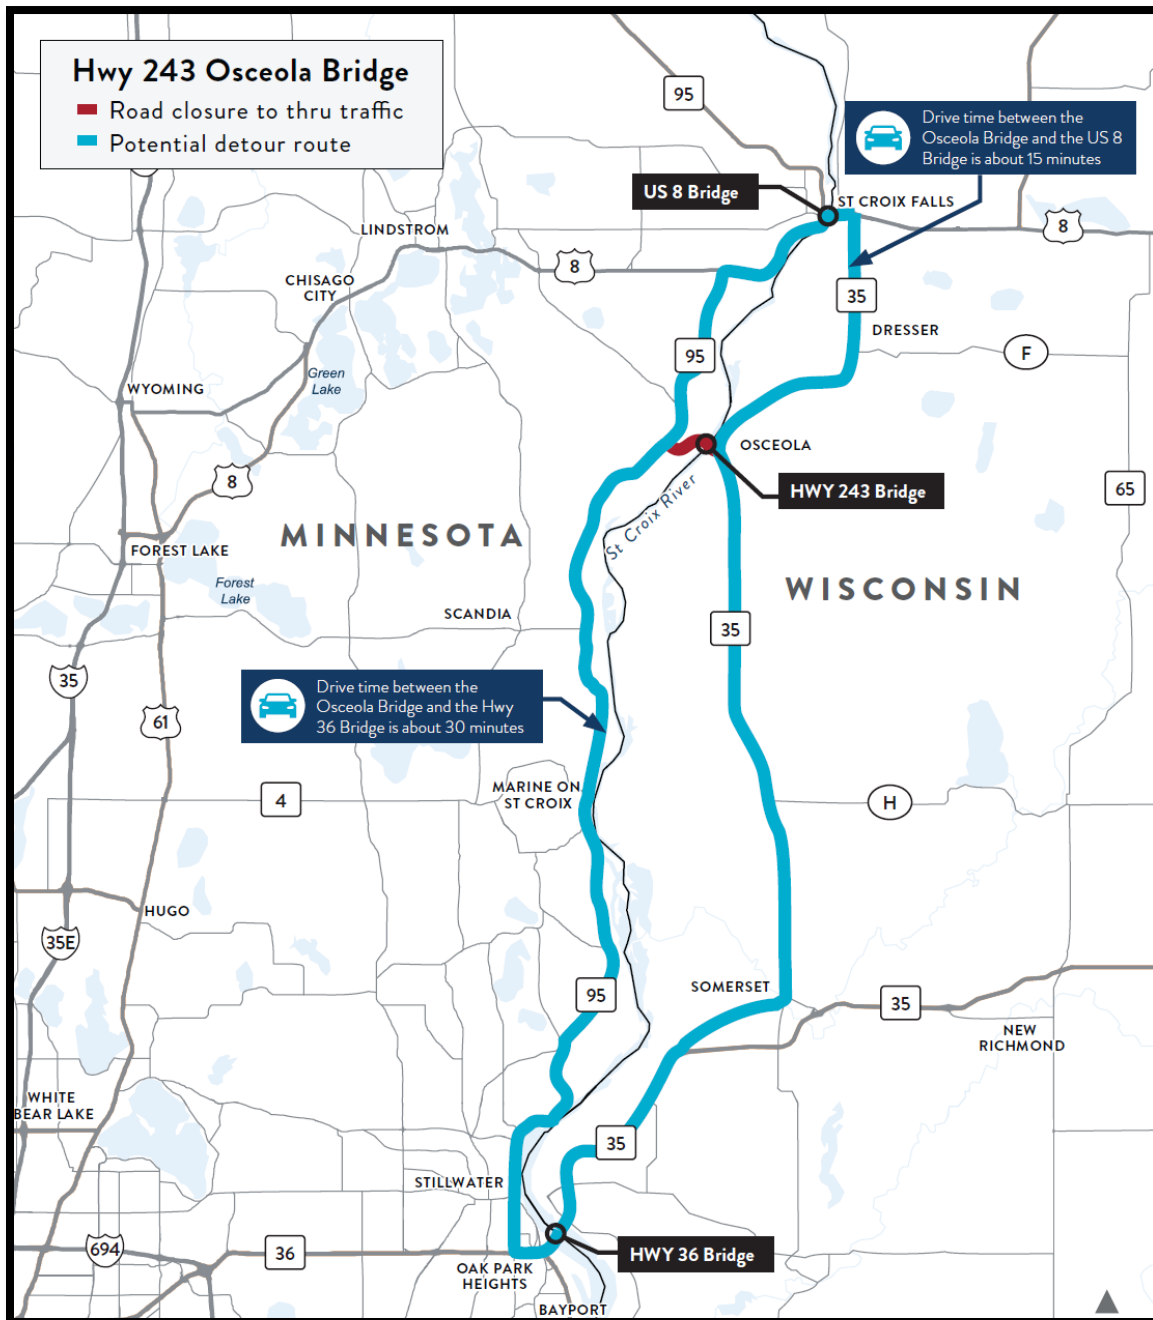 Hwy 243 Osceola Bridge
Road closure to thru traffic
Potential detour route
95
Drive time between the
Osceola Bridge and the US 8
Bridge is about 15 minutes
US 8 Bridge
ST CROIX FALLS
8
LINDSTROM
8
CHISAGO
CITY
35
DRESSER
95
F
Green
Lake
WYOMING
OSCEOLA
HWY 243 Bridge
65
8
St Croix River
MINNESOTA
FOREST LAKE
WISCONSIN
Forest
Lake
SCANDIA
35
35
Drive time between the
Osceola Bridge and the Hwy
36 Bridge is about 30 minutes
61
MARINE ON
ST CROIX
4
H
HUGO
35E
SOMERSET
95
35
NEW
RICHMOND
WHITE
BEAR LAKE
35
STILLWATER
694
36
HWY 36 Bridge
OAK PARK
HEIGHTS
BAYPORT